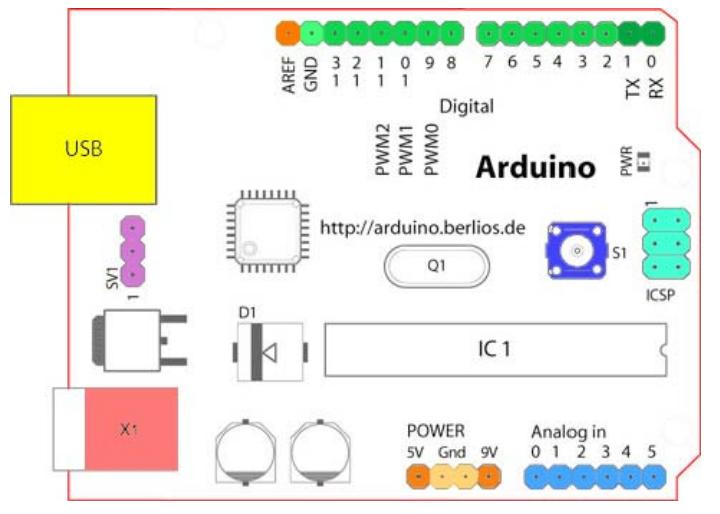 AREF
GND
13
12
11
10
9
8
7
6
5
4
3
2
1
0
TX
RX
Digital
USB
PWM2
PWM1
PWM0
Arduino
PWR
1
http://arduino.berlios.de
S1
Q1
SV1
1
ICSP
D1
IC 1
X1
POWER
5V Gnd 9V
Analog in
0 1 2 3 4 5